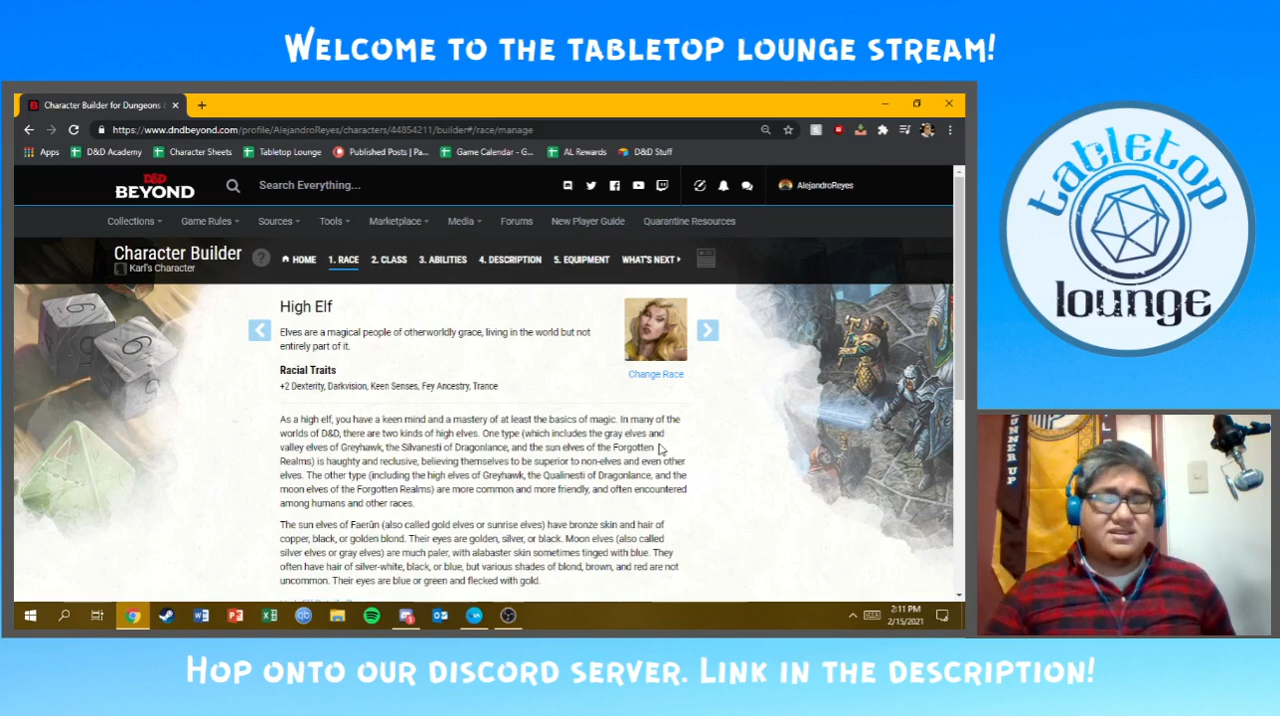 WELCOME TO THE TABLETOP LOUNGE STREAM!
Character Builder for Dungeons
https://www.dndbeyond.com/profile/AlejandroReyes/characters/44854211/builder#/race/manage
Apps D&D Academy Character Sheets Tabletop Lounge Published Posts | Pa... Game Calendar - G... AL Rewards D&D Stuff
D&D
BEYOND
Search Everything...
AlejandroReyes
Collections Game Rules Sources Tools Marketplace Media Forums New Player Guide Quarantine Resources
Character Builder
Karl's Character
? HOME 1. RACE 2. CLASS 3. ABILITIES 4. DESCRIPTION 5. EQUIPMENT WHAT'S NEXT
High Elf
Elves are a magical people of otherworldly grace, living in the world but not
entirely part of it.
Racial Traits
+2 Dexterity, Darkvision, Keen Senses, Fey Ancestry, Trance
Change Race
As a high elf, you have a keen mind and a mastery of at least the basics of magic. In many of the
worlds of D&D, there are two kinds of high elves. One type (which includes the gray elves and
valley elves of Greyhawk, the Silvanesti of Dragonlance, and the sun elves of the Forgotten
Realms) is haughty and reclusive, believing themselves to be superior to non-elves and even other
elves. The other type (including the high elves of Greyhawk, the Qualinesti of Dragonlance, and the
moon elves of the Forgotten Realms) are more common and more friendly, and often encountered
among humans and other races.
The sun elves of Faerûn (also called gold elves or sunrise elves) have bronze skin and hair of
copper, black, or golden blond. Their eyes are golden, silver, or black. Moon elves (also called
silver elves or gray elves) are much paler, with alabaster skin sometimes tinged with blue. They
often have hair of silver-white, black, or blue, but various shades of blond, brown, and red are not
uncommon. Their eyes are blue or green and flecked with gold.
2:11 PM
2/15/2021
tabletop
lounge
RUNNER UP
HOP ONTO OUR DISCORD SERVER. LINK IN THE DESCRIPTION!